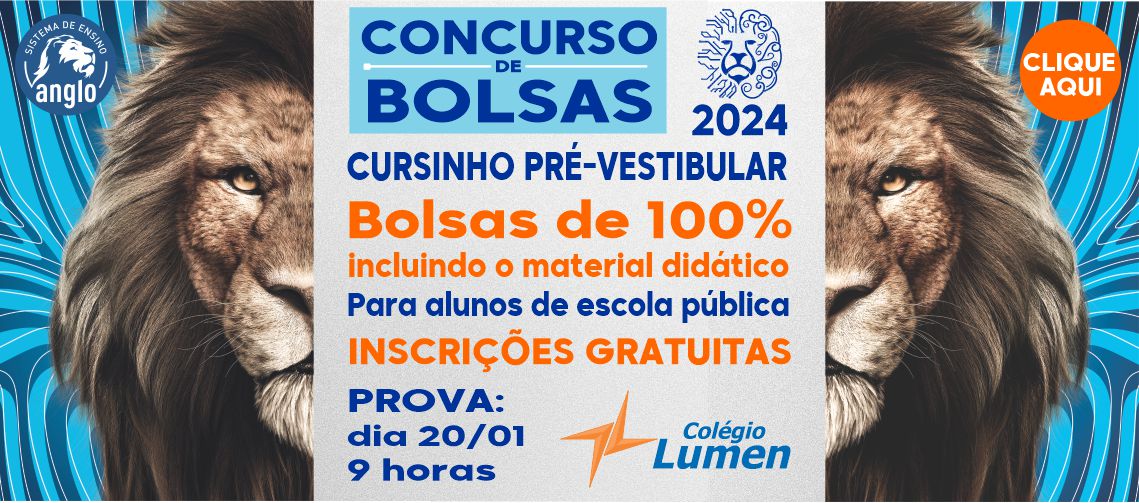 SISTEMA DE ENSINO
anglo
CONCURSO
DE
BOLSAS
2024
CLIQUE
AQUI
CURSINHO PRÉ-VESTIBULAR
Bolsas de 100%
incluindo o material didático
Para alunos de escola pública
INSCRIÇÕES GRATUITAS
PROVA:
dia 20/01
9 horas
Colégio
Lumen